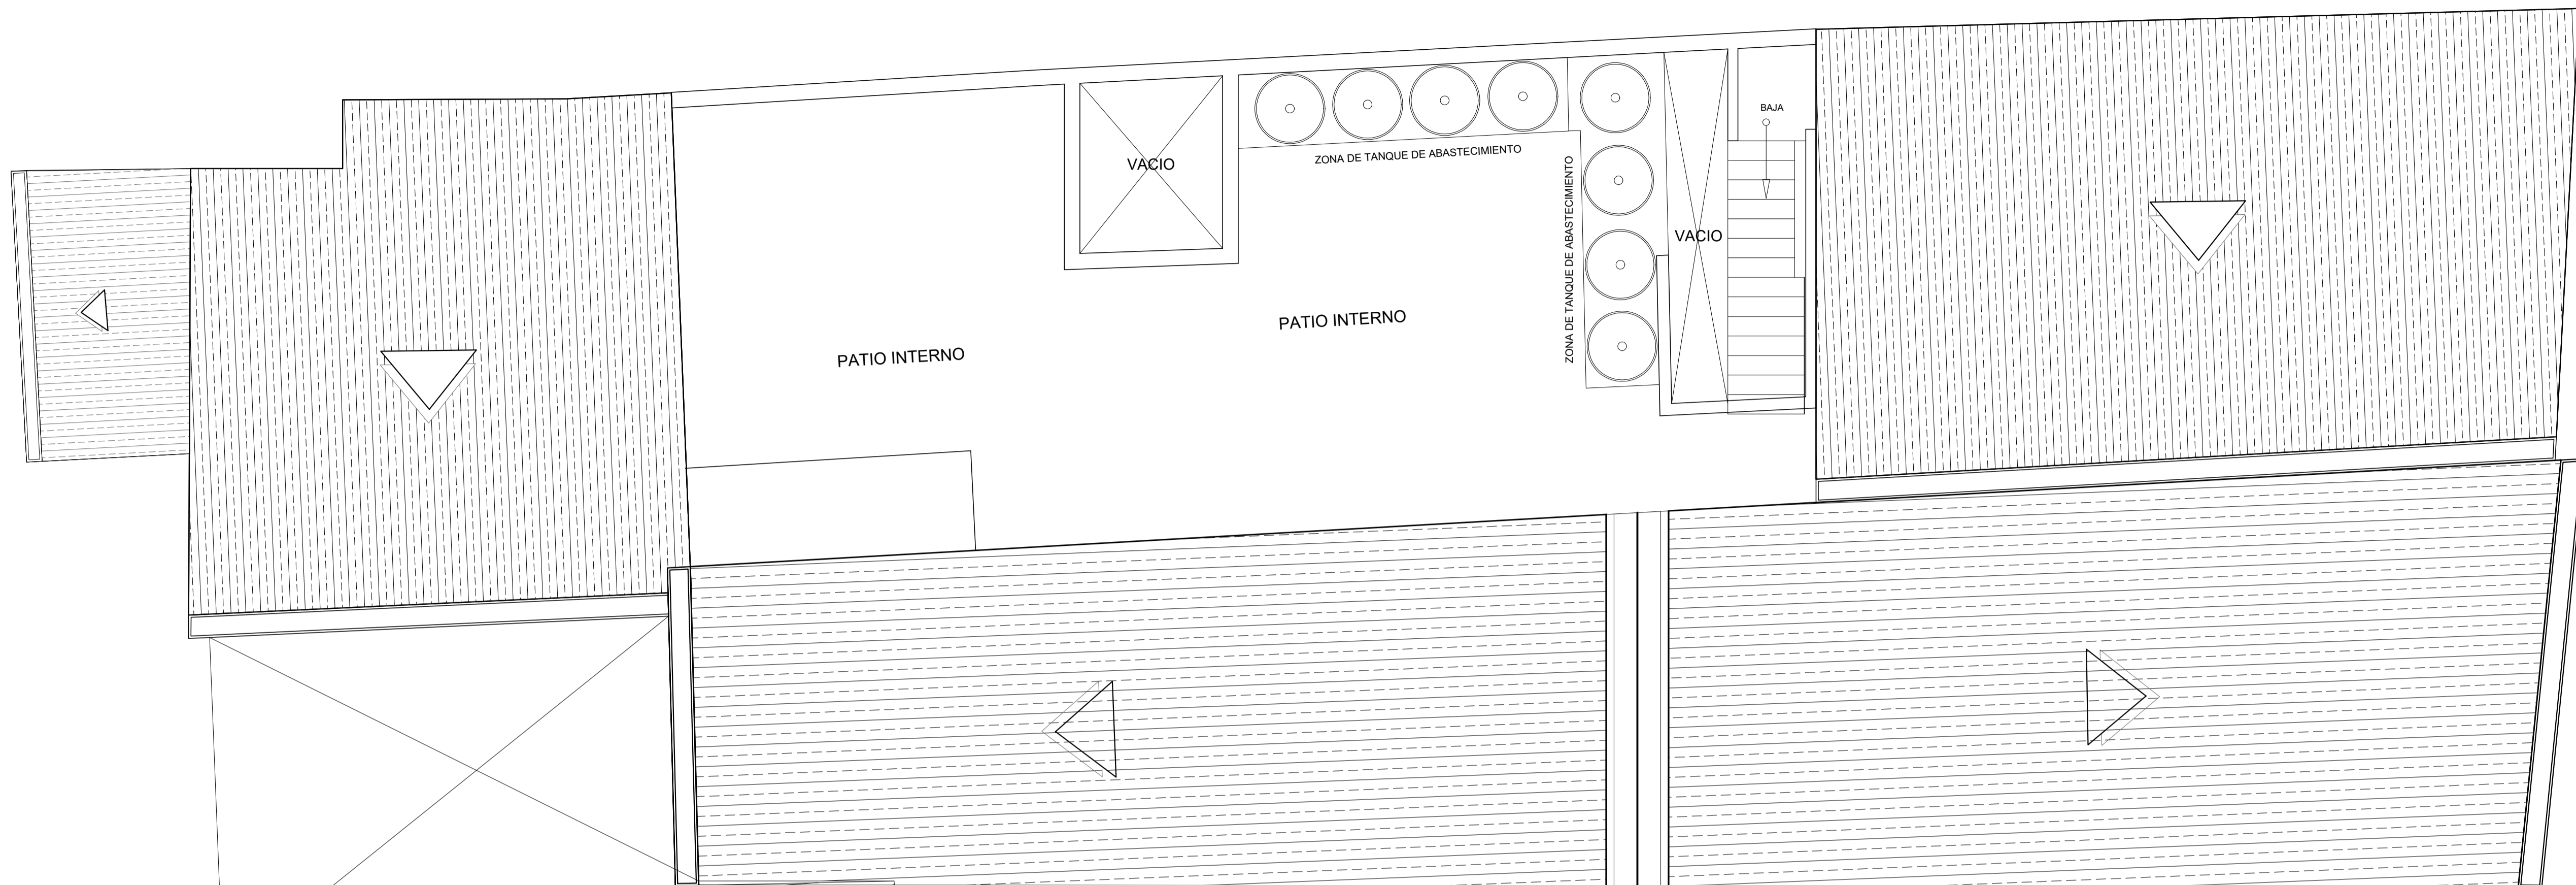 BAJA
VACIO
ZONA DE TANQUE DE ABASTECIMIENTO
ZONA DE TANQUE DE ABASTECIMIENTO
VACIO
PATIO INTERNO
PATIO INTERNO